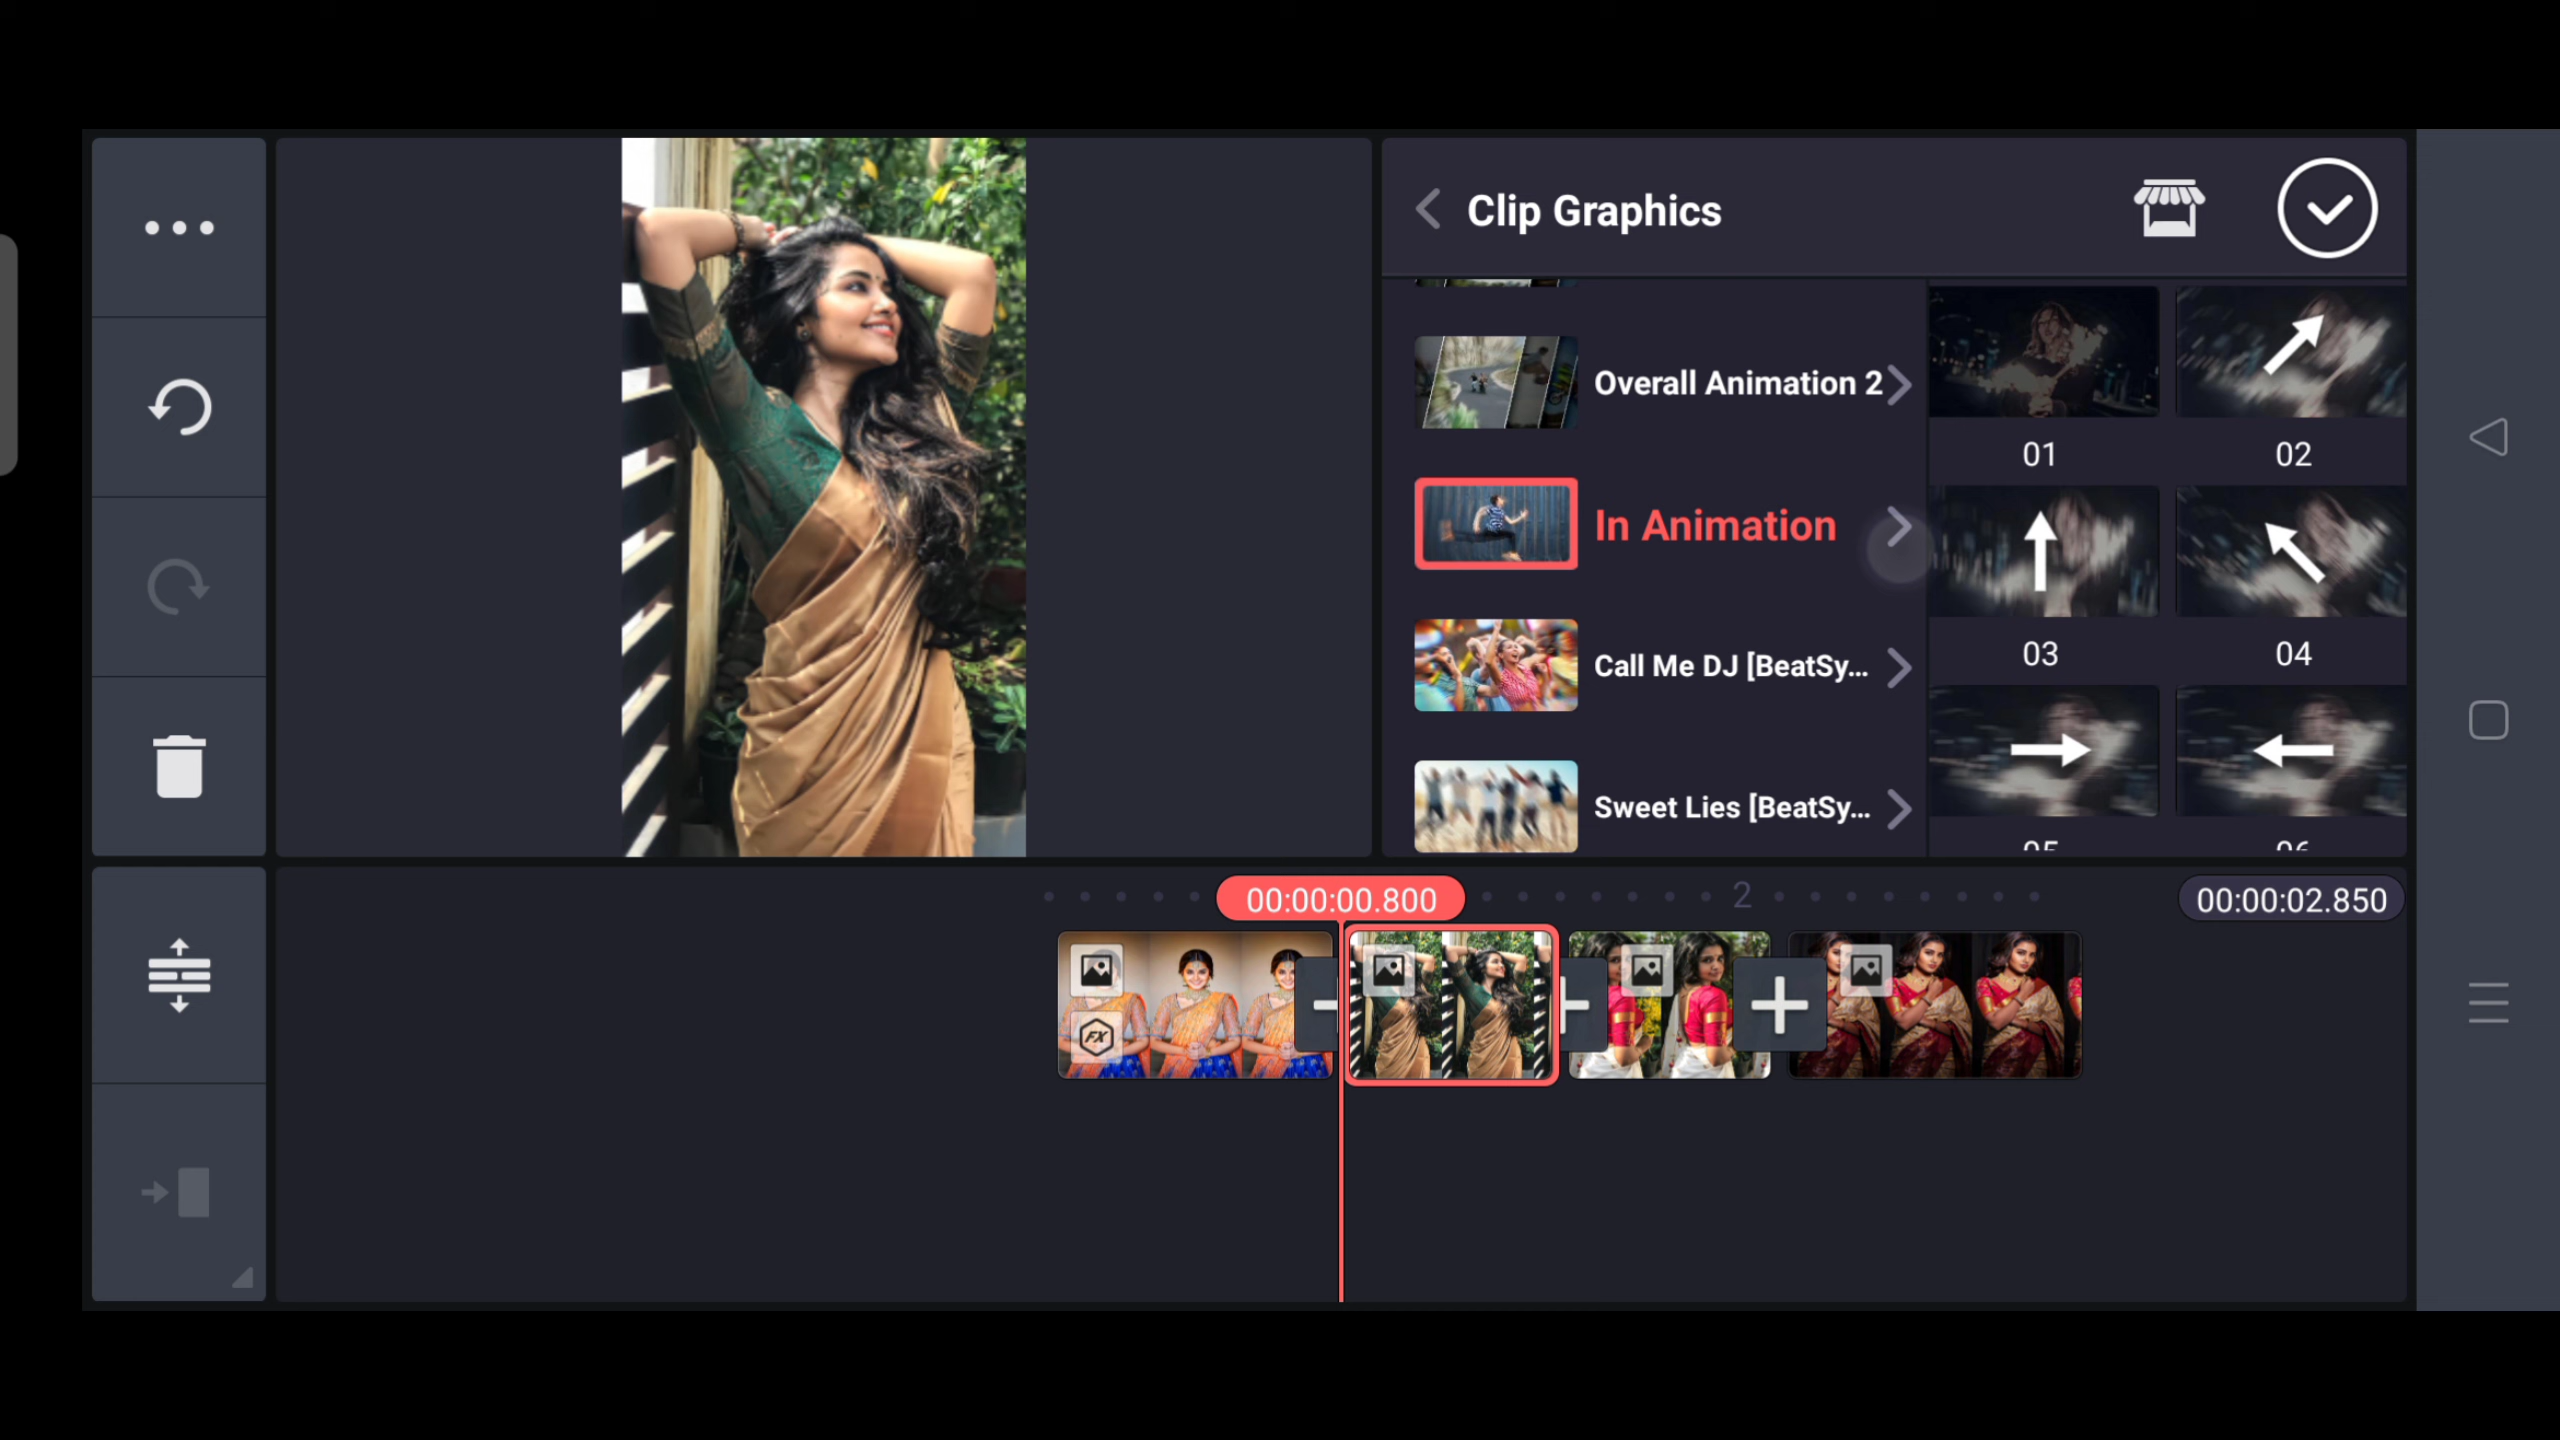 Clip Graphics
Overall Animation 2
01
02
In Animation
03
04
Call Me DJ [BeatSy...
Sweet Lies [BeatSy...
05
06
00:00:00.800
2
00:00:02.850
FX